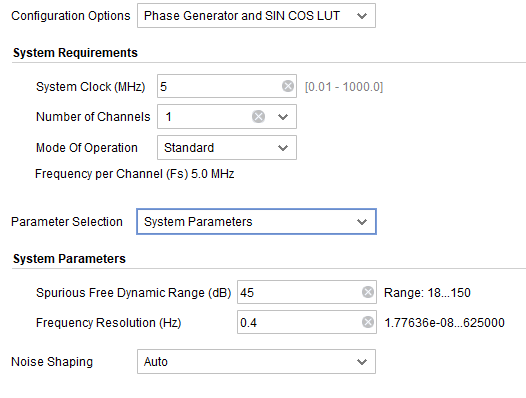 Configuration Options Phase Generator and SIN COS LUT
System Requirements
System Clock (MHz) 5 [0.01 - 1000.0]
Number of Channels 1
Mode Of Operation Standard
Frequency per Channel (Fs) 5.0 MHz
Parameter Selection System Parameters
System Parameters
Spurious Free Dynamic Range (dB) 45 Range: 18...150
Frequency Resolution (Hz) 0.4 1.77636e-08...625000
Noise Shaping Auto